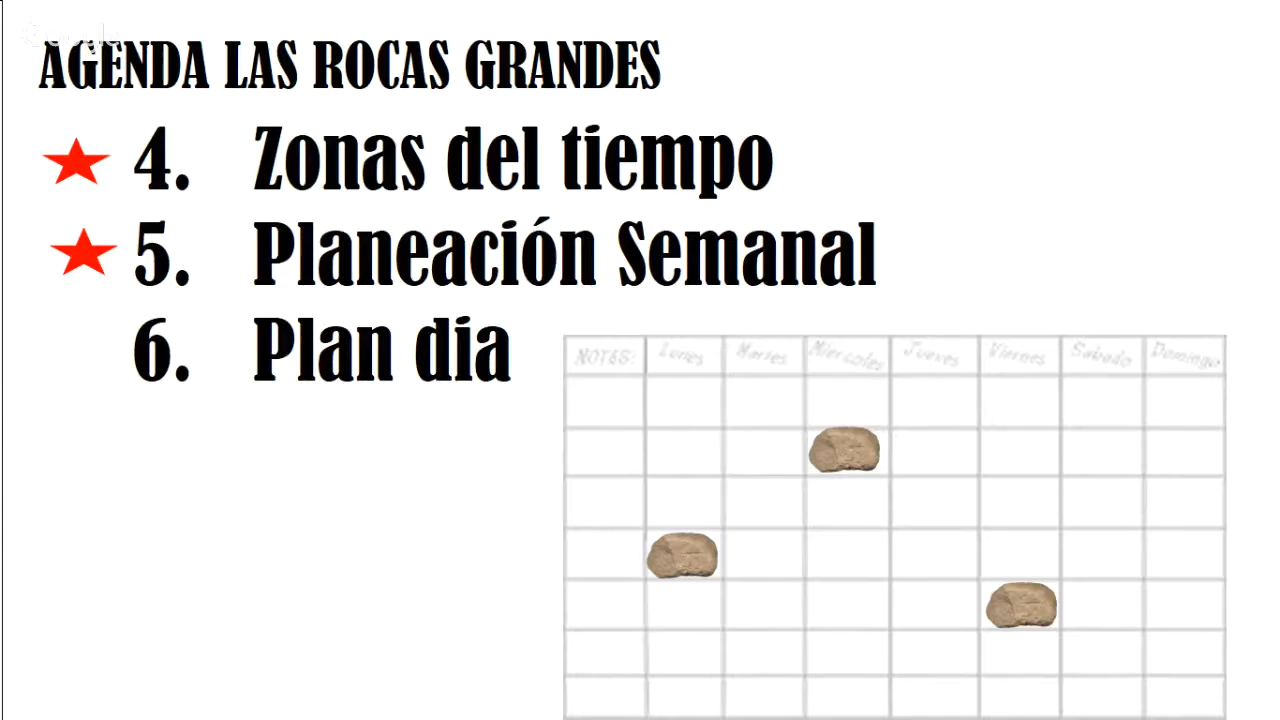 Google
AGENDA LAS ROCAS GRANDES
4. Zonas del tiempo
5. Planeación Semanal
6. Plan dia
NOTES: Lunes Martes Miercoles Jueves Viernes Sabado Domingo